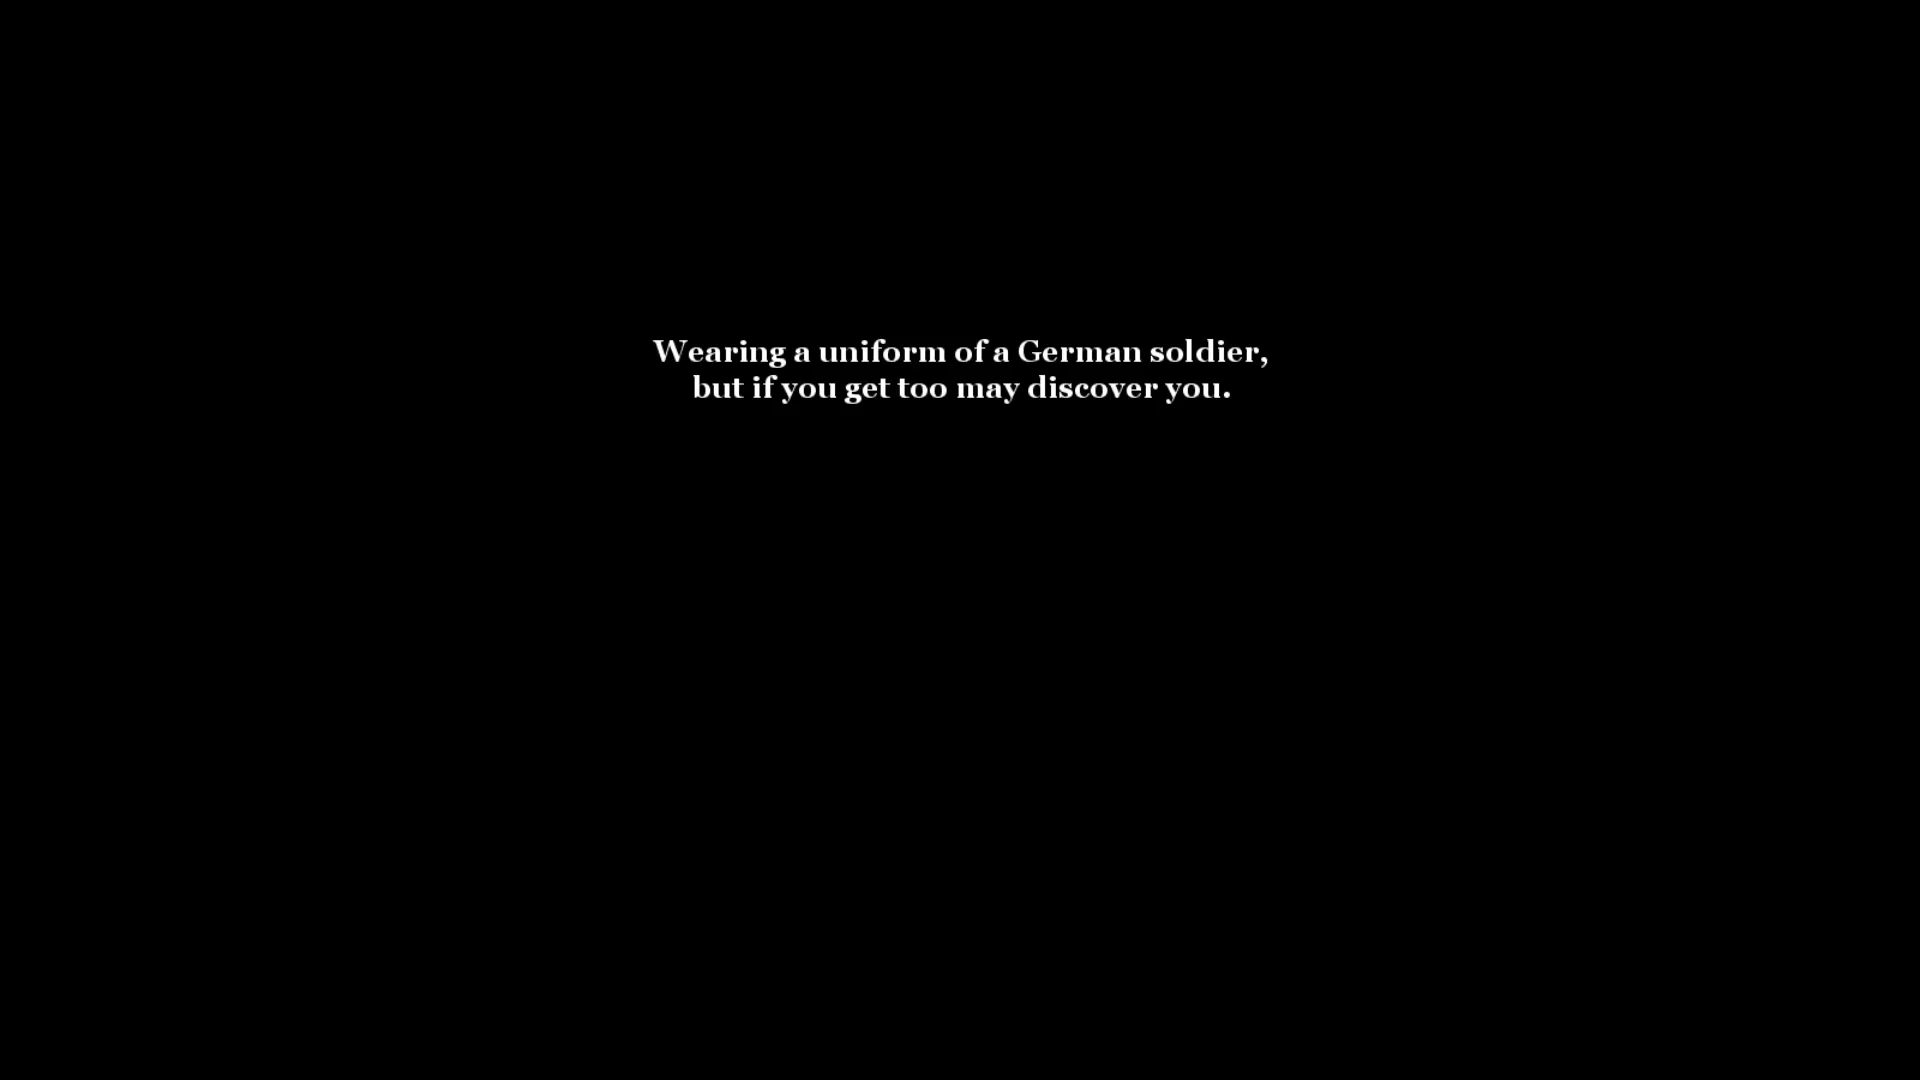 Wearing a uniform of a German soldier,
but if you get too may discover you.